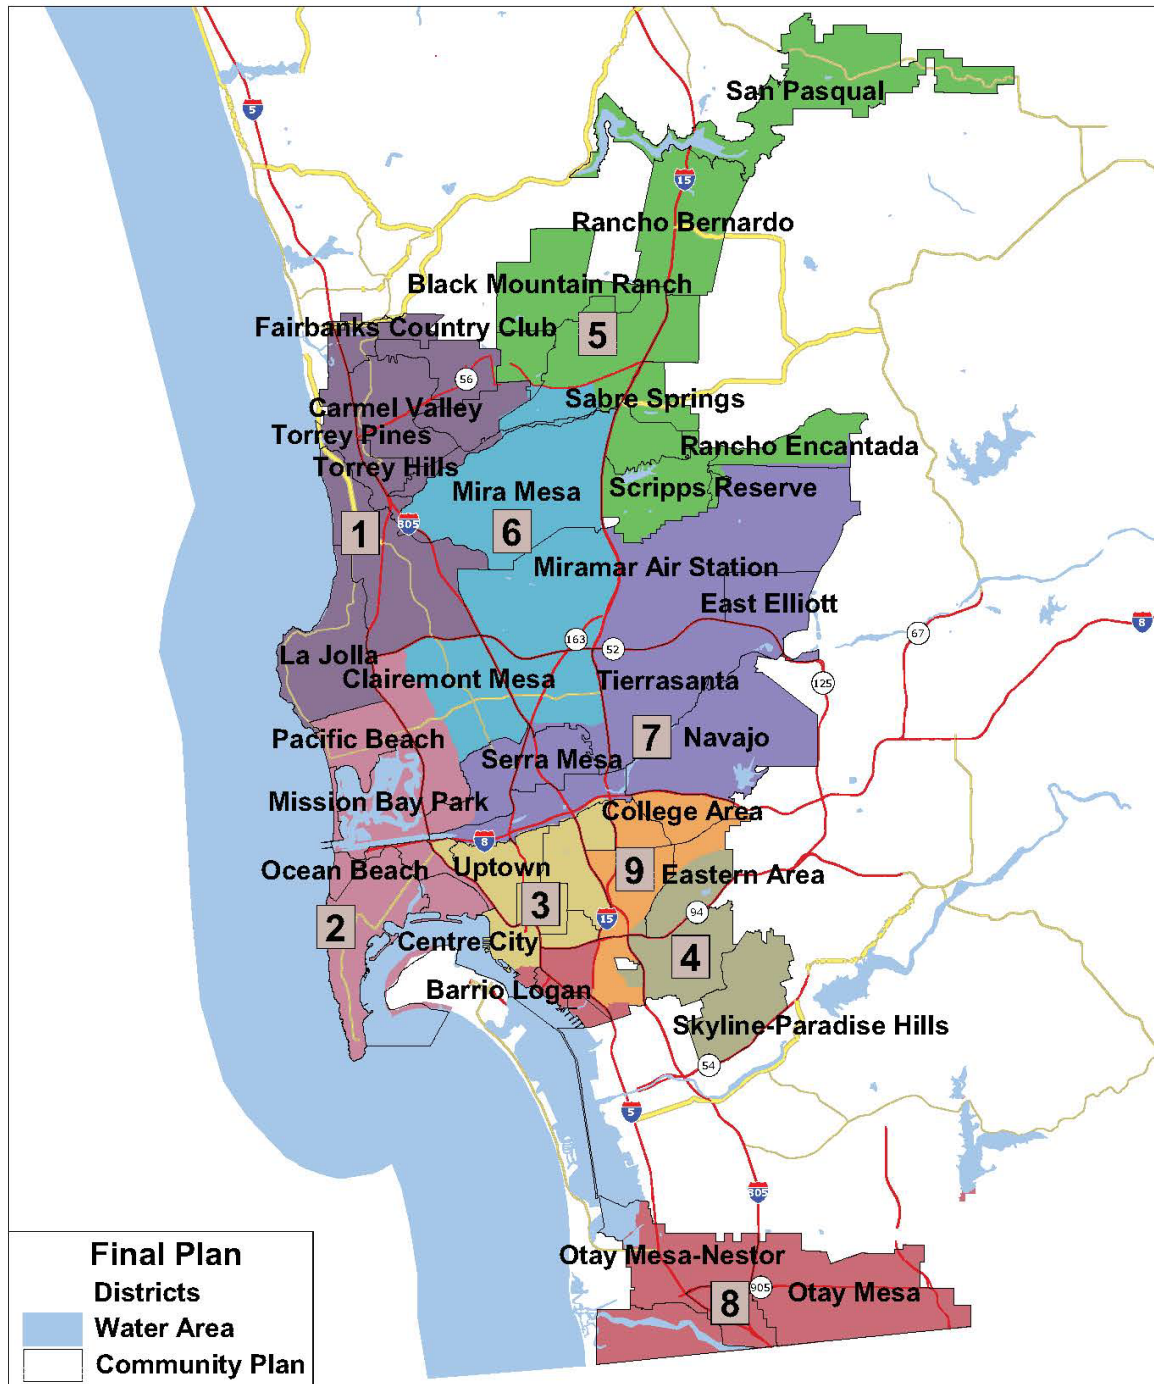 San Pasqual
5
15
Rancho Bernardo
Black Mountain Ranch
Fairbanks Country Club
5
56
Sabre Springs
Carmel Valley
Torrey Pines
Rancho Encantada
Torrey Hills
Mira Mesa
Scripps Reserve
1
805
6
Miramar Air Station
East Elliott
8
67
163
52
La Jolla
Clairemont Mesa
Tierrasanta
125
Pacific Beach
7
Navajo
Serra Mesa
Mission Bay Park
College Area
8
Ocean Beach
Uptown
9
Eastern Area
3
15
94
2
Centre City
4
Barrio Logan
Skyline-Paradise Hills
54
5
805
Otay Mesa-Nestor
905
Otay Mesa
8
Final Plan
Districts
Water Area
Community Plan